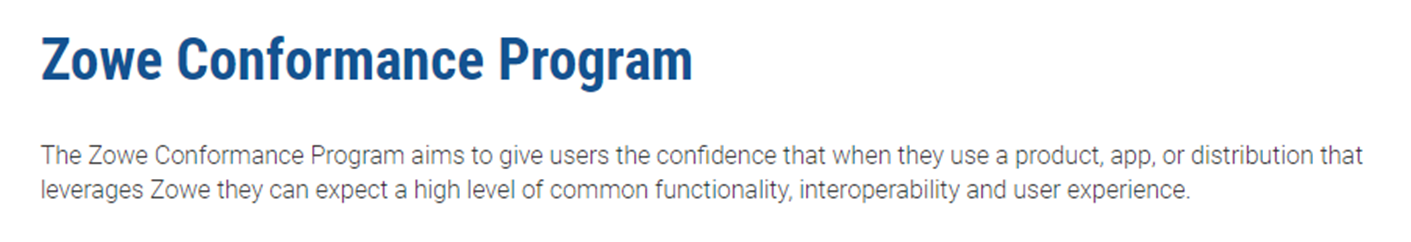 Zowe Conformance Program
The Zowe Conformance Program aims to give users the confidence that when they use a product, app, or distribution that
leverages Zowe they can expect a high level of common functionality, interoperability and user experience.